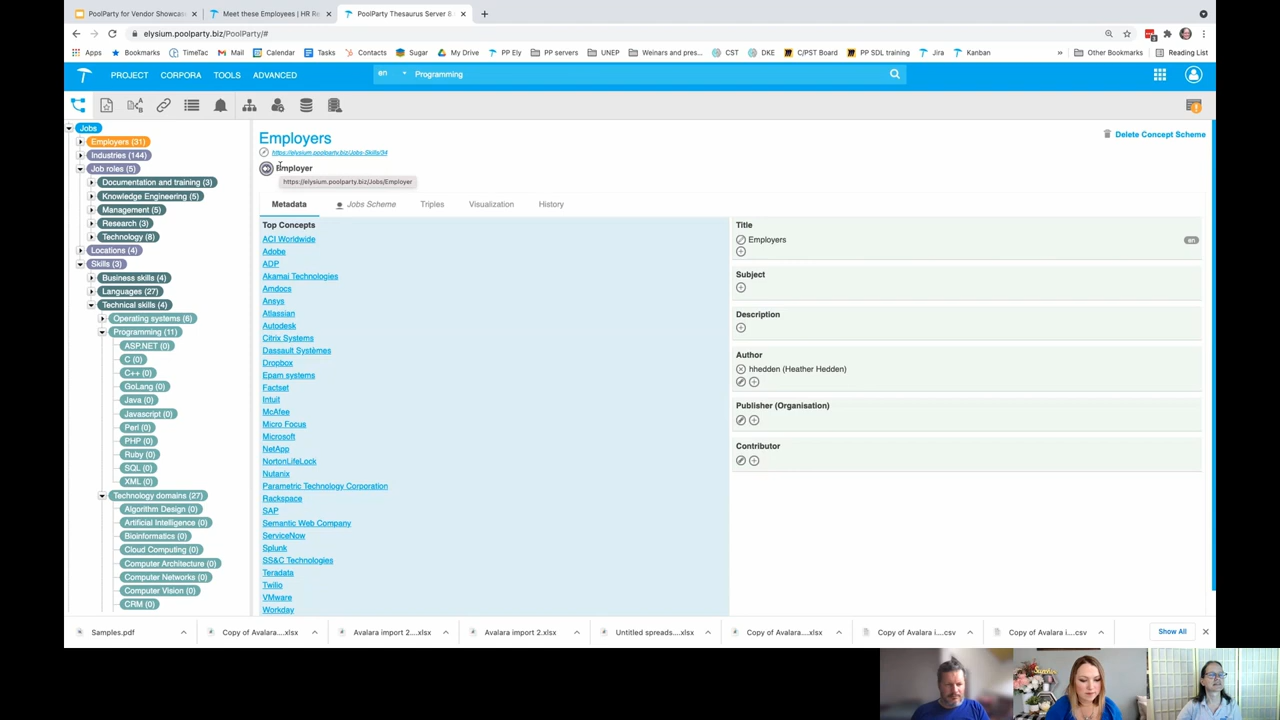 PoolParty for Vendor Showcas
Meet these Employees | HR Re
PoolParty Thesaurus Server 8
elysium.poolparty.biz/PoolParty/#
Apps
Bookmarks
TimeTac
Mail
Calendar
Tasks
Contacts
Sugar
My Drive
PP Ely
PP servers
UNEP
Weinars and pres...
CST
DKE
C/PST Board
PP SDL training
Jira
Kanban
»
Other Bookmarks
Reading List
PROJECT
CORPORA
TOOLS
ADVANCED
en
Programming
Jobs
Employers (31)
Industries (144)
Job roles (5)
Documentation and training (3)
Knowledge Engineering (5)
Management (5)
Research (3)
Technology (8)
Locations (4)
Skills (3)
Business skills (4)
Languages (27)
Technical skills (4)
Operating systems (6)
Programming (11)
ASP.NET (0)
C (0)
C++ (0)
GoLang (0)
Java (0)
Javascript (0)
Perl (0)
PHP (0)
Ruby (0)
SQL (0)
XML (0)
Technology domains (27)
Algorithm Design (0)
Artificial Intelligence (0)
Bioinformatics (0)
Cloud Computing (0)
Computer Architecture (0)
Computer Networks (0)
Computer Vision (0)
CRM (0)
Employers
Delete Concept Scheme
https://elysium.poolparty.biz/Jobs-Skills/34
Employer
https://elysium.poolparty.biz/Jobs/Employer
Metadata
Jobs Scheme
Triples
Visualization
History
Top Concepts
ACI Worldwide
Adobe
ADP
Akamai Technologies
Amdocs
Ansys
Atlassian
Autodesk
Citrix Systems
Dassault Systèmes
Dropbox
Epam systems
Factset
Intuit
McAfee
Micro Focus
Microsoft
NetApp
NortonLifeLock
Nutanix
Parametric Technology Corporation
Rackspace
SAP
Semantic Web Company
ServiceNow
Splunk
SS&C Technologies
Teradata
Twilio
VMware
Workday
Title
Employers
en
Subject
Description
Author
hhedden (Heather Hedden)
Publisher (Organisation)
Contributor
Samples.pdf
Copy of Avalara....xlsx
Avalara import 2....xlsx
Avalara import 2.xlsx
Untitled spreads....xlsx
Copy of Avalara....xlsx
Copy of Avalara i....csv
Copy of Avalara i....csv
Show All